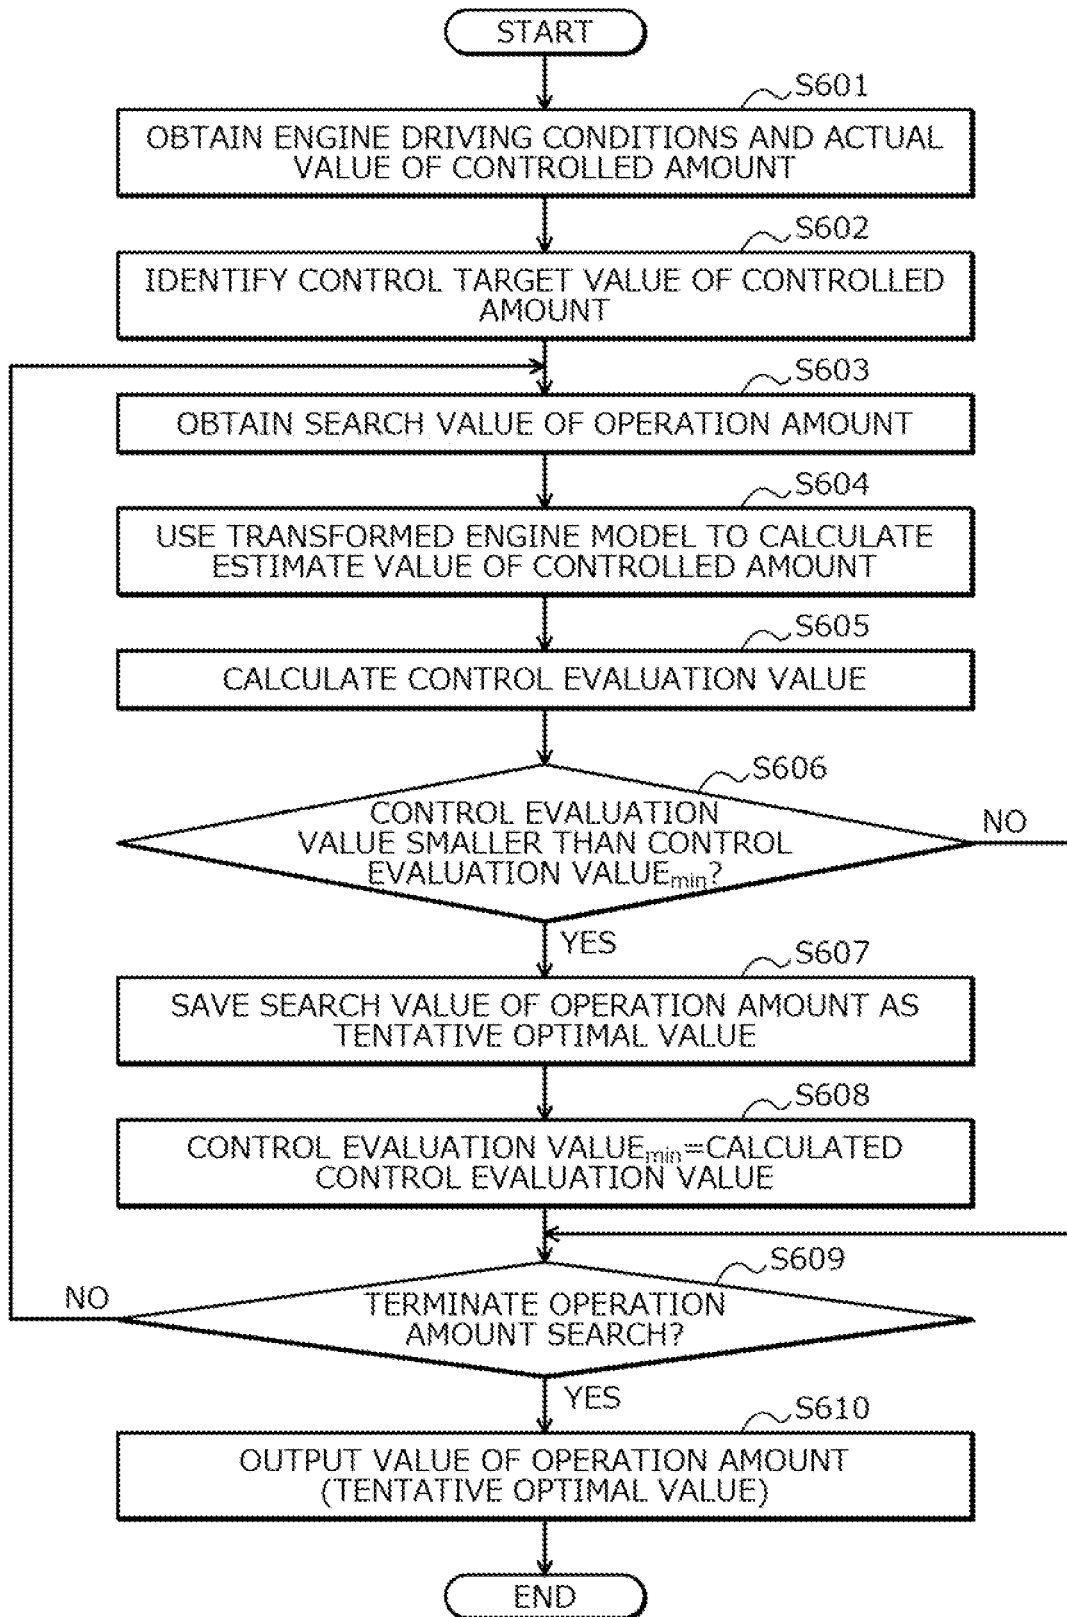 START
S601
OBTAIN ENGINE DRIVING CONDITIONS AND ACTUAL
VALUE OF CONTROLLED AMOUNT
S602
IDENTIFY CONTROL TARGET VALUE OF CONTROLLED
AMOUNT
S603
OBTAIN SEARCH VALUE OF OPERATION AMOUNT
S604
USE TRANSFORMED ENGINE MODEL TO CALCULATE
ESTIMATE VALUE OF CONTROLLED AMOUNT
S605
CALCULATE CONTROL EVALUATION VALUE
S606
CONTROL EVALUATION
VALUE SMALLER THAN CONTROL
EVALUATION VALUEmin?
NO
YES
S607
SAVE SEARCH VALUE OF OPERATION AMOUNT AS
TENTATIVE OPTIMAL VALUE
S608
CONTROL EVALUATION VALUEmin=CALCULATED
CONTROL EVALUATION VALUE
S609
NO
TERMINATE OPERATION
AMOUNT SEARCH?
YES
S610
OUTPUT VALUE OF OPERATION AMOUNT
(TENTATIVE OPTIMAL VALUE)
END